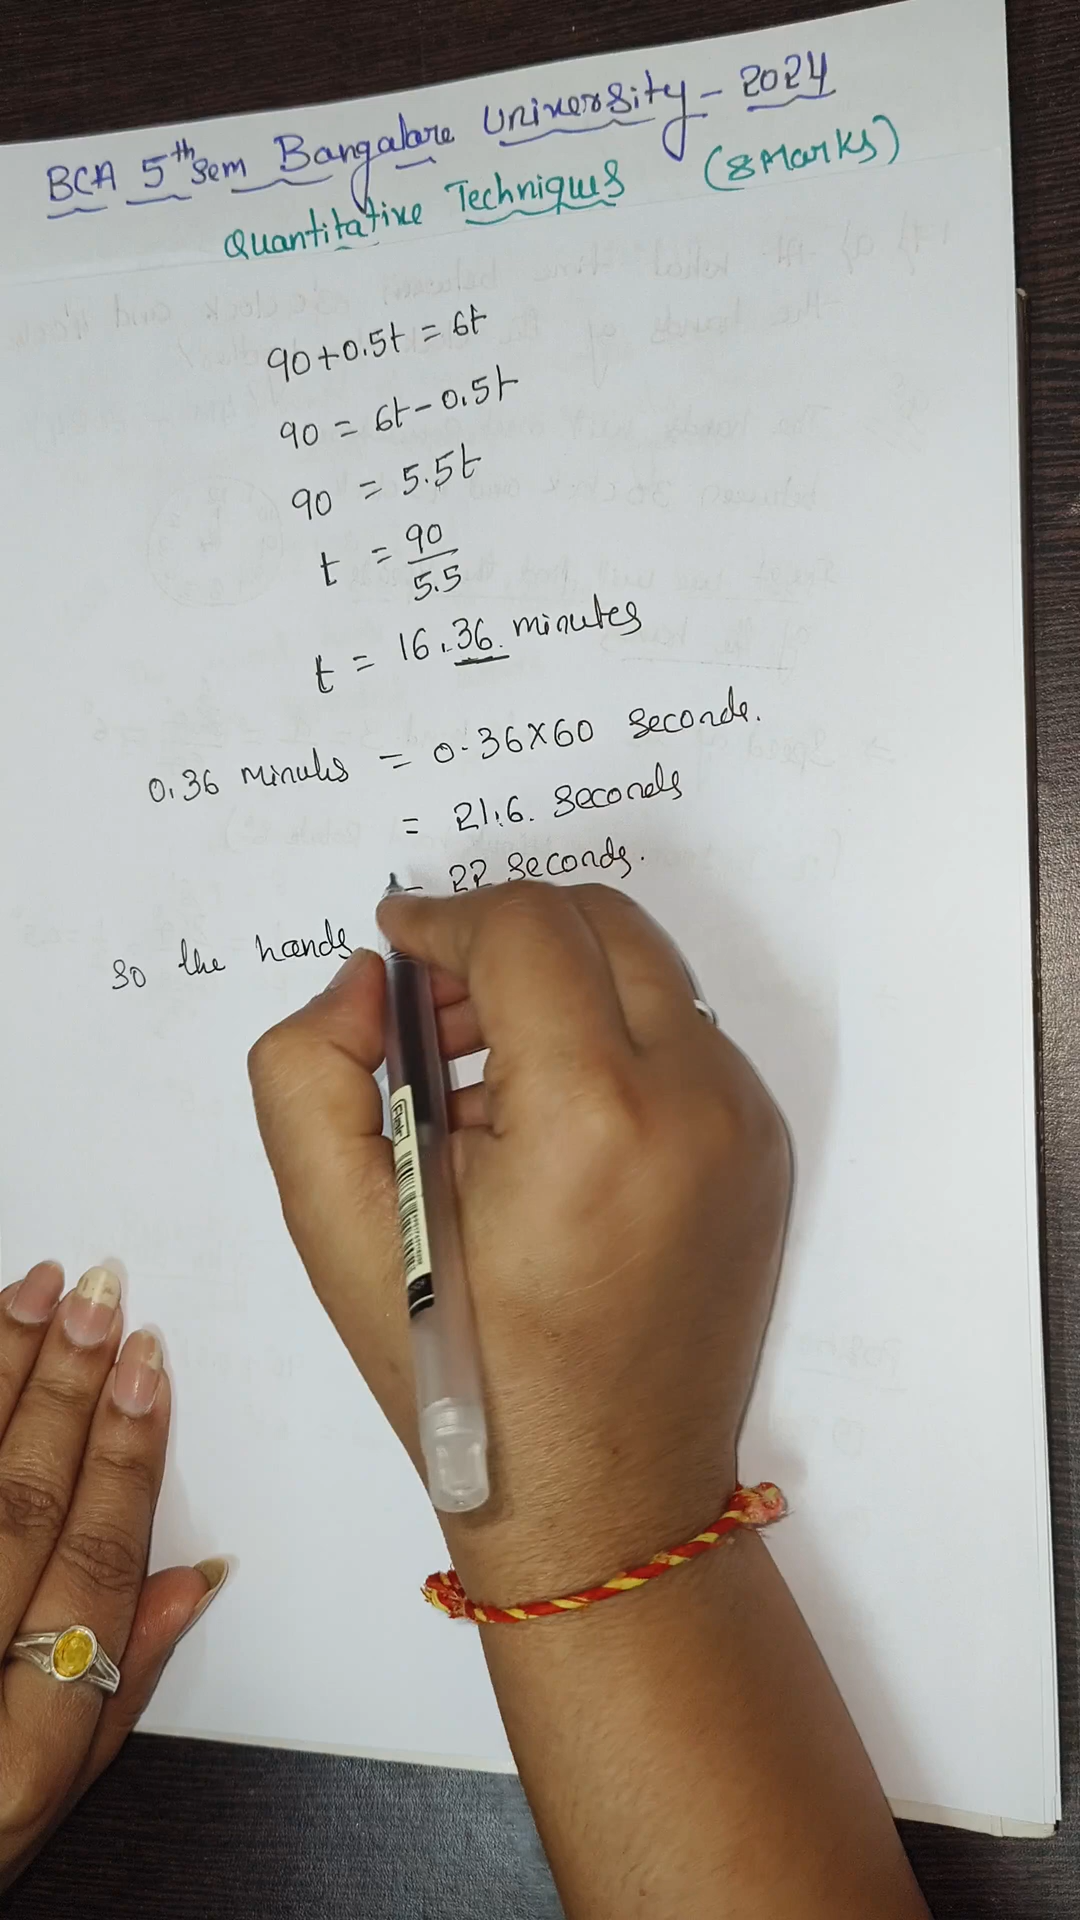 BCA 5th Sem Bangalore University - 2024
Quantitative Techniques (8 Marks)
90+0.5t = 6t
90 = 6t-0.5t
90 = 5.5t
t = 90/5.5
t = 16.36 minutes
0.36 minutes = 0.36×60 seconds.
= 21.6. seconds
= 22 seconds.
So the hands
Flair